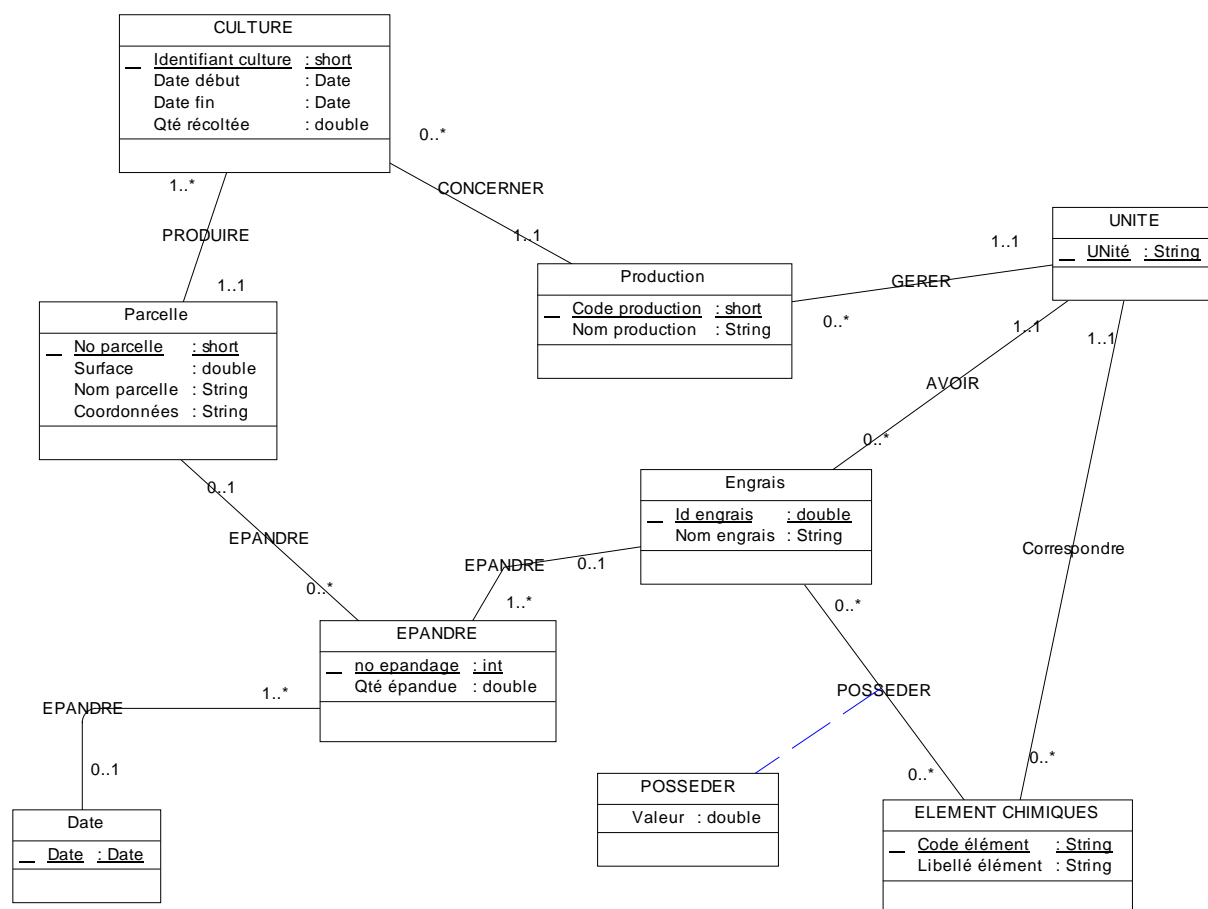 CULTURE
Identifiant culture : short
Date début : Date
Date fin : Date
Qté récoltée : double
0..*
1..*
CONCERNER
PRODUIRE
1..1
1..1
UNITE
UNité : String
1..1
Production
Code production : short
Nom production : String
GERER
0..*
1..1
1..1
Parcelle
No parcelle : short
Surface : double
Nom parcelle : String
Coordonnées : String
AVOIR
0..*
0..1
Engrais
Id engrais : double
Nom engrais : String
EPANDRE
EPANDRE
0..1
Correspondre
0..*
1..*
0..*
EPANDRE
no epandage : int
Qté épandue : double
1..*
EPANDRE
POSSEDER
0..1
0..*
0..*
POSSEDER
Valeur : double
ELEMENT CHIMIQUES
Code élémént : String
Libellé élément : String
Date
Date : Date